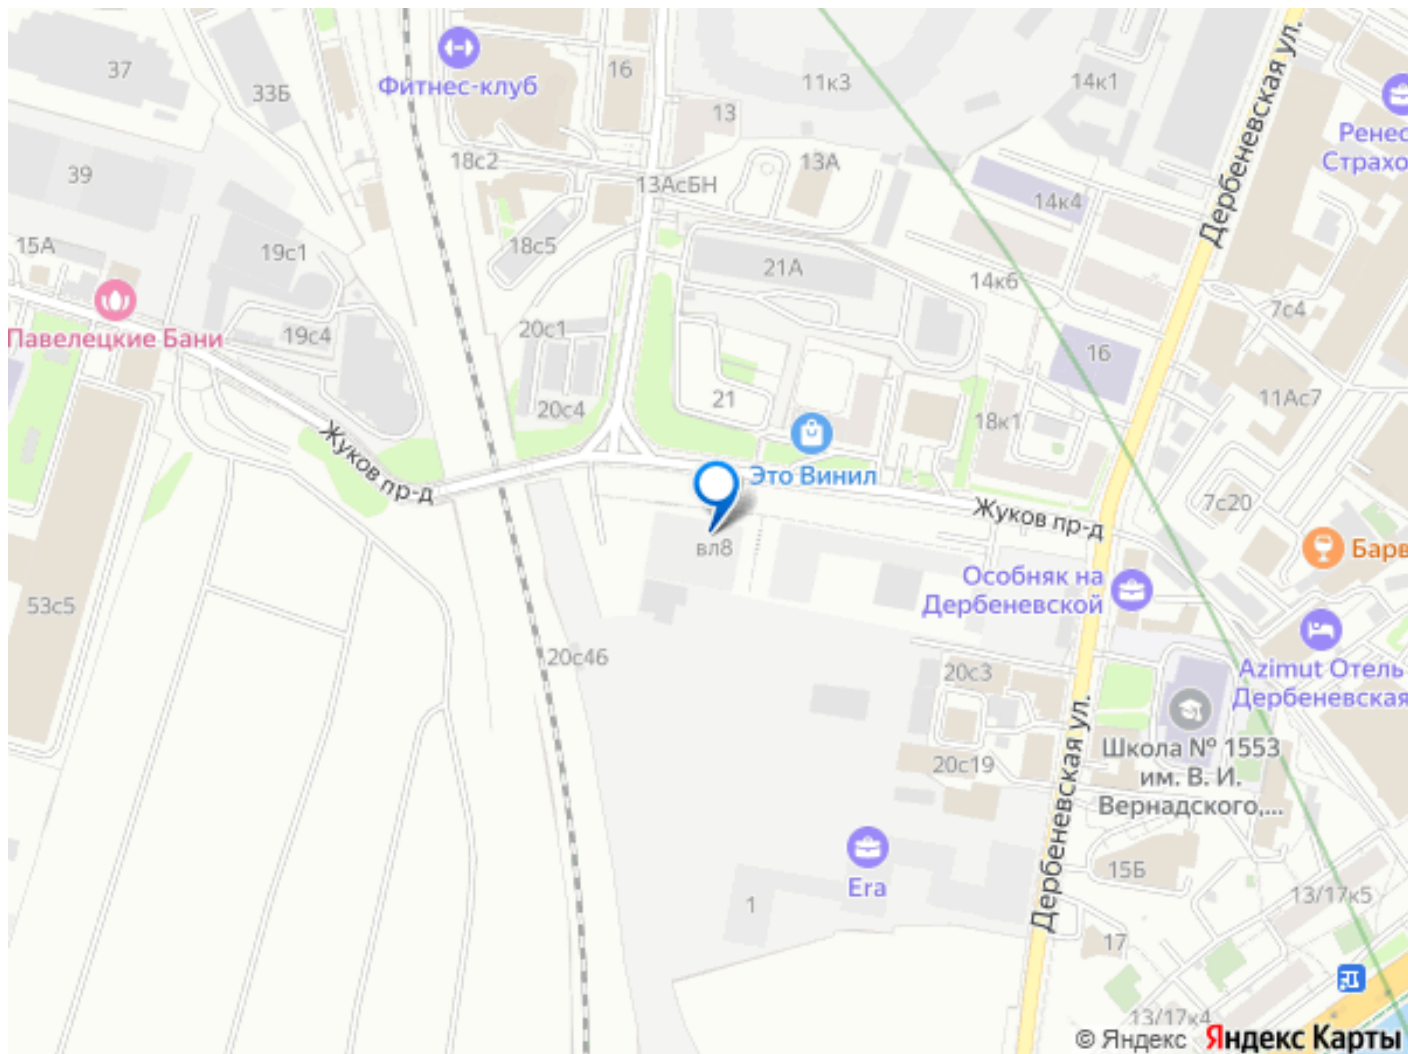 37
33Б
Фитнес-клуб
16
11к3
14к1
Дербеневская ул.
13
Ренес
Страхо
39
18с2
13А
13АсБН
14к4
15А
19с1
18с5
21А
14к6
7с4
Павелецкие Бани
19с4
20с1
16
20с4
21
18к1
11Ас7
Жуков пр-д
Это Винил
7с20
Жуков пр-д
вл8
Барв
Особняк на
Дербеневской
53с5
20с4б
20с3
Azimut Отель
Дербеневская
Дербеневская ул.
20с19
Школа № 1553
им. В. И.
Вернадского,...
Era
15Б
1
13/17к5
17
13/17к4
© Яндекс Яндекс Карты